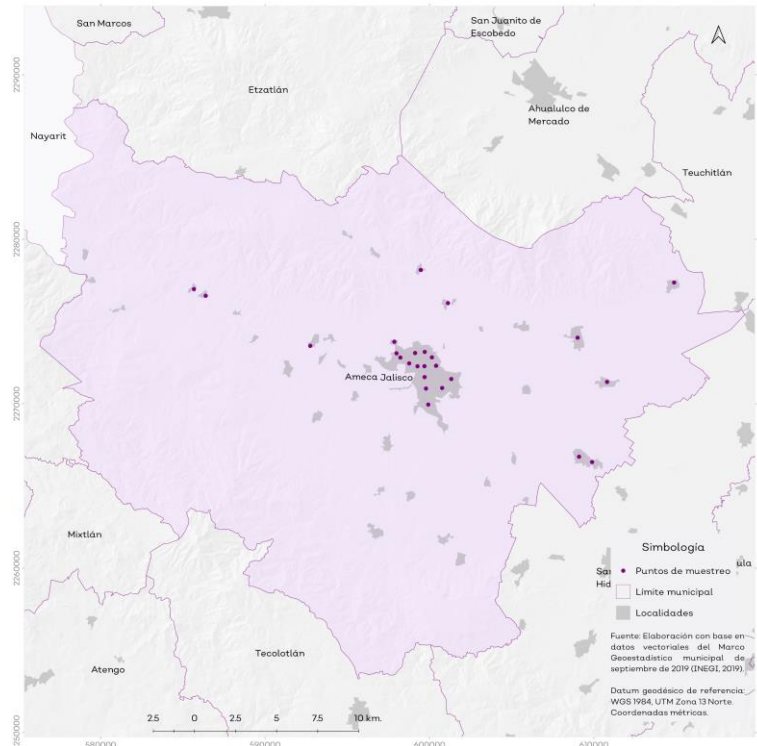 San Marcos
San Juanito de
Escobedo
Etzatlán
Ahualulco de
Mercado
Nayarit
Teuchitlán
Ameca Jalisco
Mixtlán
Atengo
Tecolotlán
2290000
2280000
2270000
2260000
2500000
580000
600000
2.5 0 2.5 5 7.5 10 km.
Simbología
Puntos de muestreo
Límite municipal
Localidades
Fuente: Elaboración con base en
datos vectoriales del Marco
Geoestadístico municipal de
septiembre de 2019 (INEGI, 2019).
Datum geodésico de referencia:
WGS 1984, UTM Zona 13 Norte.
Coordenadas métricas.